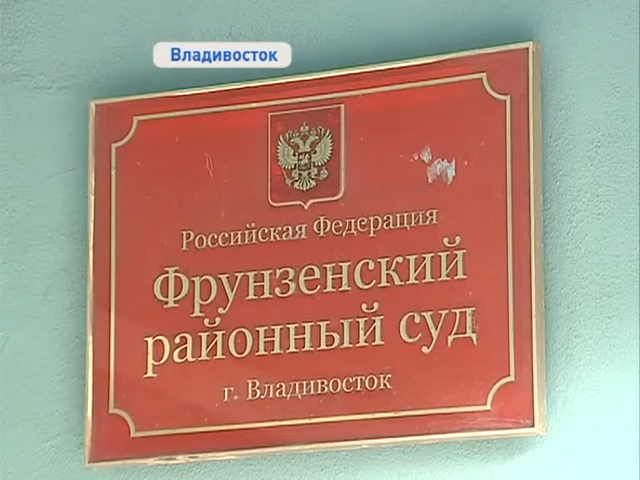 Владивосток
Российская Федерация
Фрунзенский
районный суд
г. Владивосток